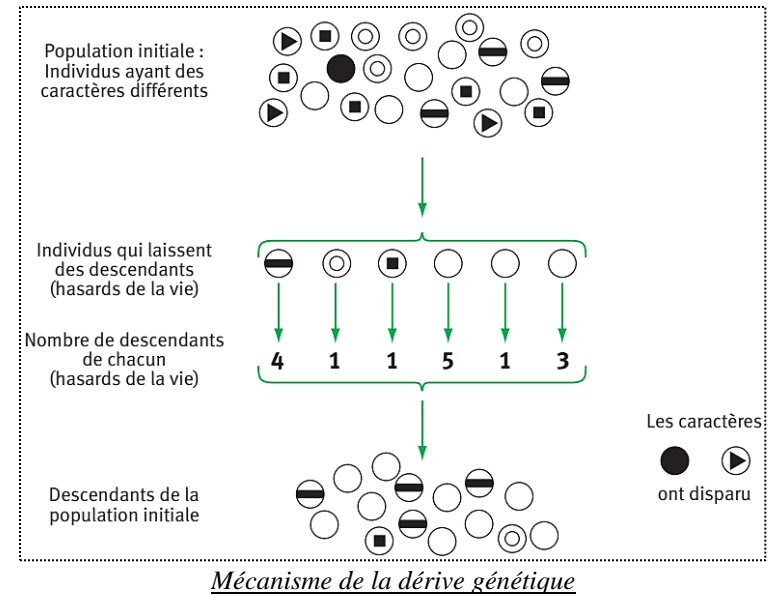 Population initiale :
Individus ayant des
caractères différents
Individus qui laissent
des descendants
(hasards de la vie)
Nombre de descendants
de chacun
(hasards de la vie)
4 1 1 5 1 3
Les caractères
ont disparu
Descendants de la
population initiale
Mécanisme de la dérive génétique